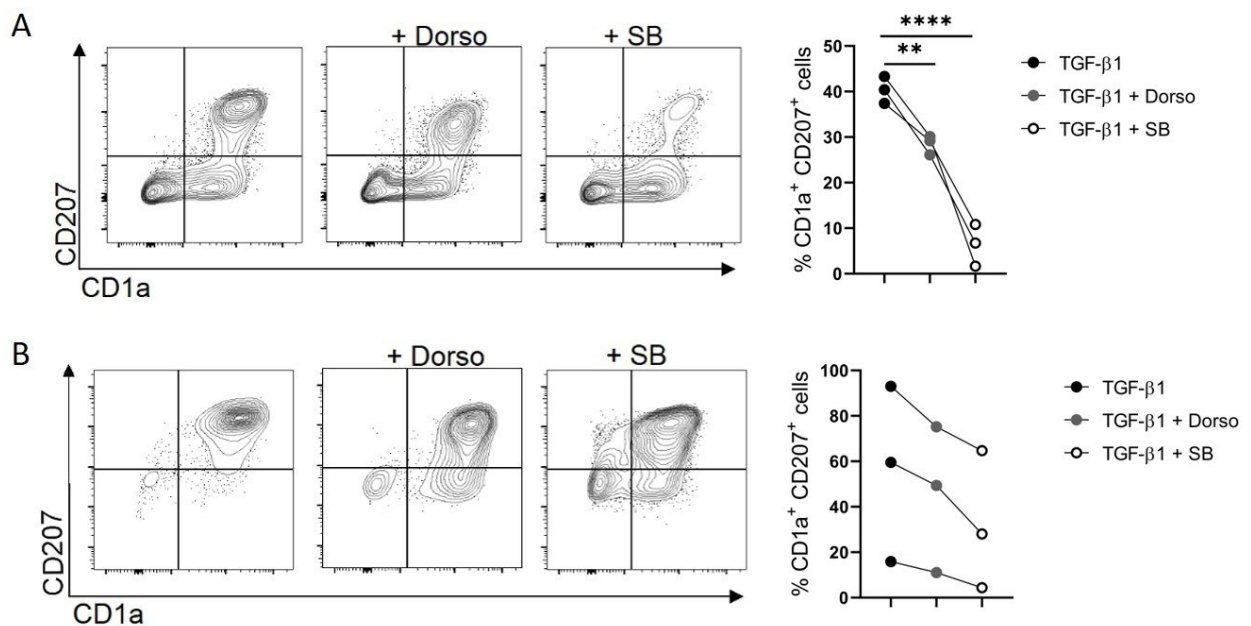 A
+ Dorso
+ SB
CD207
CD1a
****
**
50
40
30
20
10
0
% CD1a⁺ CD207⁺ cells
TGF-β1
TGF-β1 + Dorso
TGF-β1 + SB
B
+ Dorso
+ SB
CD207
CD1a
100
80
60
40
20
0
% CD1a⁺ CD207⁺ cells
TGF-β1
TGF-β1 + Dorso
TGF-β1 + SB